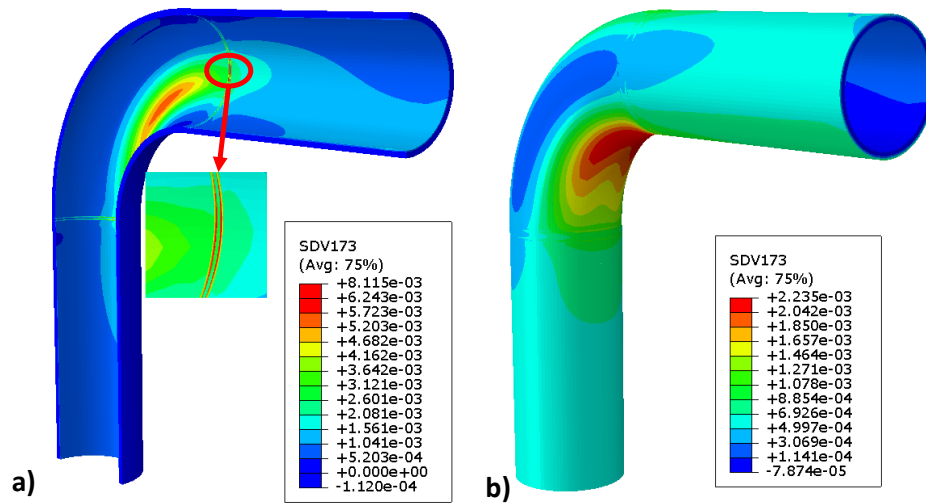 SDV173
(Avg: 75%)
+8.115e-03
+6.243e-03
+5.723e-03
+5.203e-03
+4.682e-03
+4.162e-03
+3.642e-03
+3.121e-03
+2.601e-03
+2.081e-03
+1.561e-03
+1.041e-03
+5.203e-04
+0.000e+00
-1.120e-04
a)
SDV173
(Avg: 75%)
+2.235e-03
+2.042e-03
+1.850e-03
+1.657e-03
+1.464e-03
+1.271e-03
+1.078e-03
+8.854e-04
+6.926e-04
+4.997e-04
+3.069e-04
+1.141e-04
-7.874e-05
b)